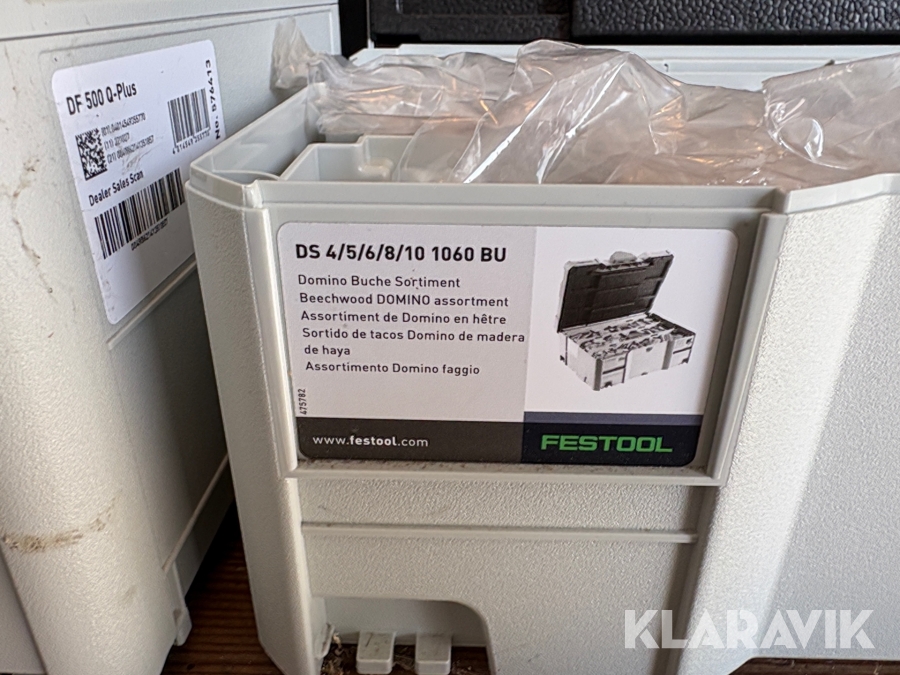 DF 500 Q-Plus
No. 576413
Dealer Sales Scan
DS 4/5/6/8/10 1060 BU
Domino Buche Sortiment
Beechwood DOMINO assortment
Assortiment de Domino en hêtre
Sortido de tacos Domino de madera
de haya
Assortimento Domino faggio
475782
www.festool.com
FESTOOL
KLARAVIK